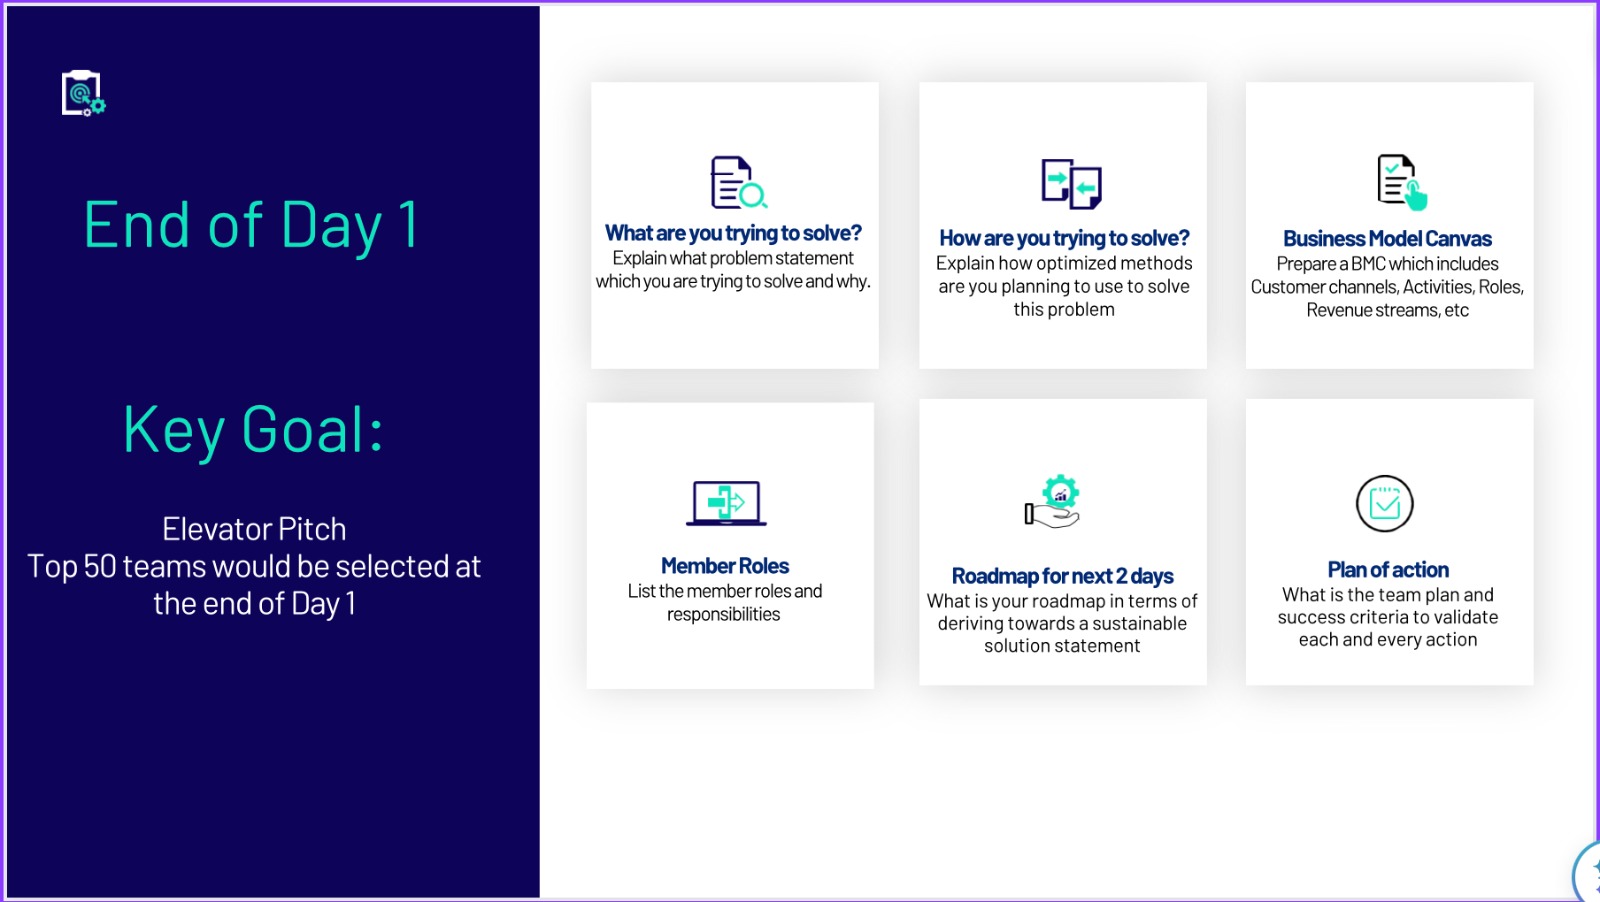 End of Day 1
Key Goal:
Elevator Pitch
Top 50 teams would be selected at
the end of Day 1
What are you trying to solve?
Explain what problem statement
which you are trying to solve and why.
How are you trying to solve?
Explain how optimized methods
are you planning to use to solve
this problem
Business Model Canvas
Prepare a BMC which includes
Customer channels, Activities, Roles,
Revenue streams, etc
Member Roles
List the member roles and
responsibilities
Roadmap for next 2 days
What is your roadmap in terms of
deriving towards a sustainable
solution statement
Plan of action
What is the team plan and
success criteria to validate
each and every action